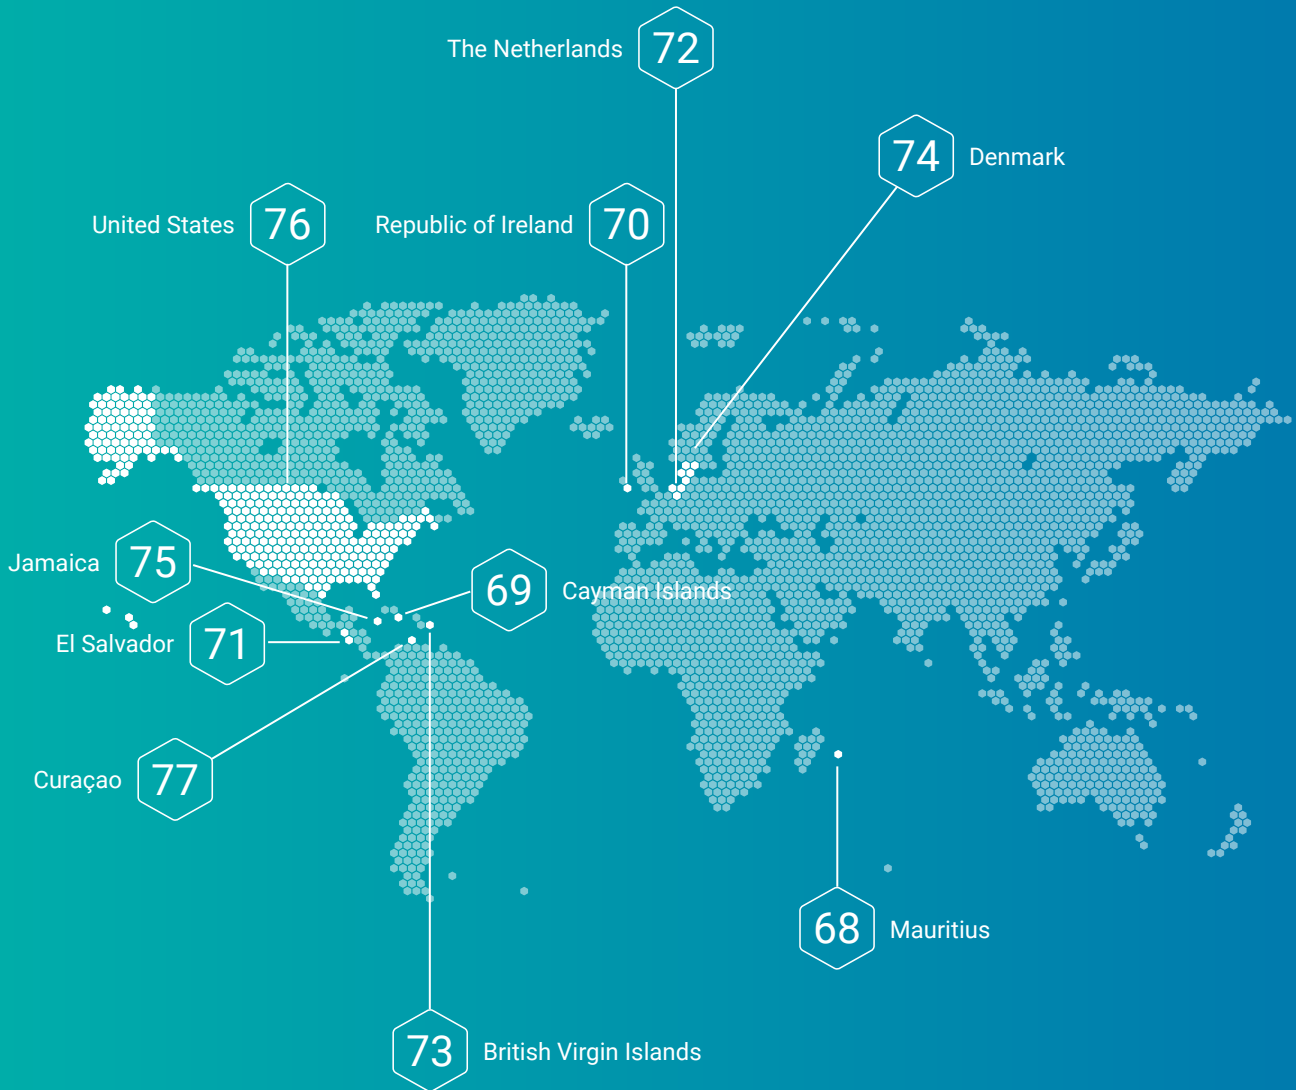 The Netherlands 72
74 Denmark
United States 76
Republic of Ireland 70
Jamaica 75
69 Cayman Islands
El Salvador 71
Curaçao 77
68 Mauritius
73 British Virgin Islands